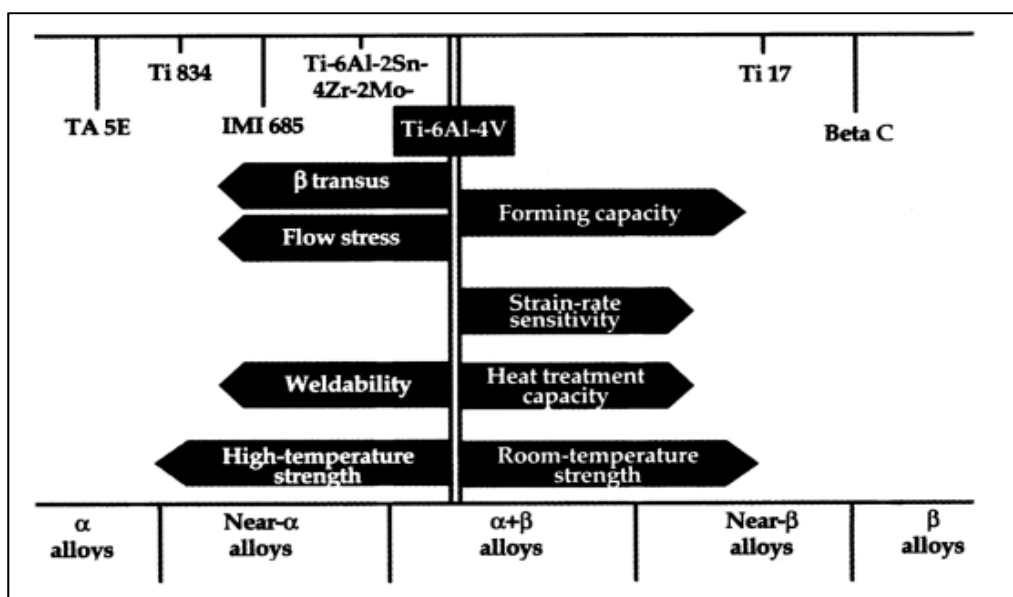 Ti 834
Ti-6Al-2Sn-
4Zr-2Mo-
Ti 17
TA 5E
IMI 685
Ti-6Al-4V
Beta C
β transus
Forming capacity
Flow stress
Strain-rate
sensitivity
Weldability
Heat treatment
capacity
High-temperature
strength
Room-temperature
strength
α
alloys
Near-α
alloys
α+β
alloys
Near-β
alloys
β
alloys